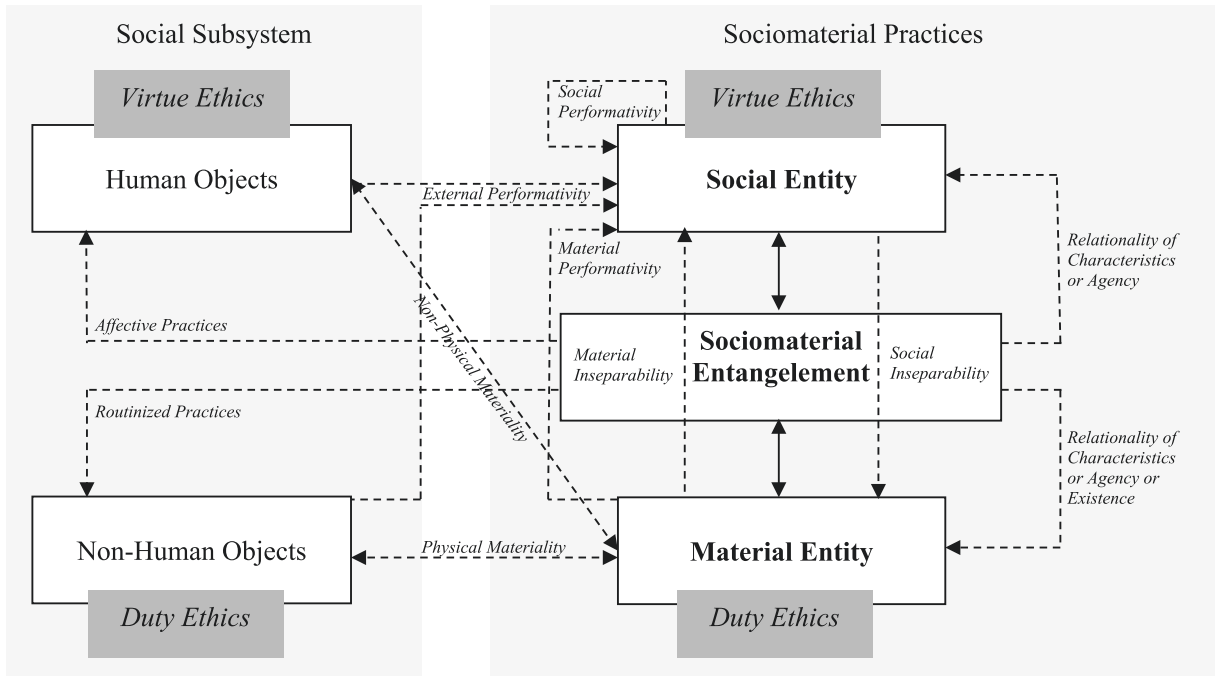 Social Subsystem
Sociomaterial Practices
Virtue Ethics
Human Objects
Social
Performativity
Virtue Ethics
Social Entity
External Performativity
Material
Performativity
Relationality of
Characteristics
or Agency
Non-Physical Materiality
Affective Practices
Material
Inseparability
Sociomaterial
Entangelement
Social
Inseparability
Routinized Practices
Relationality of
Characteristics
or Agency or
Existence
Non-Human Objects
Duty Ethics
Physical Materiality
Material Entity
Duty Ethics